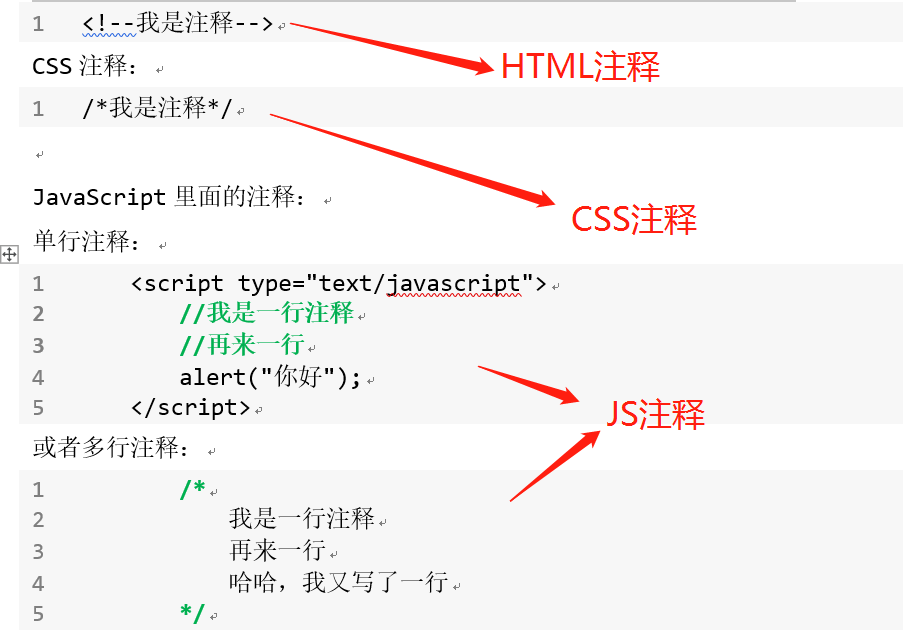 1 <!--我是注释-->
HTML注释
CSS 注释：
1 /*我是注释*/
CSS注释
JavaScript 里面的注释：
单行注释：
1 <script type="text/javascript">
2 //我是一行注释
3 //再来一行
4 alert("你好");
5 </script>
JS注释
或者多行注释：
1 /*
2 我是一行注释
3 再来一行
4 哈哈，我又写了一行
5 */